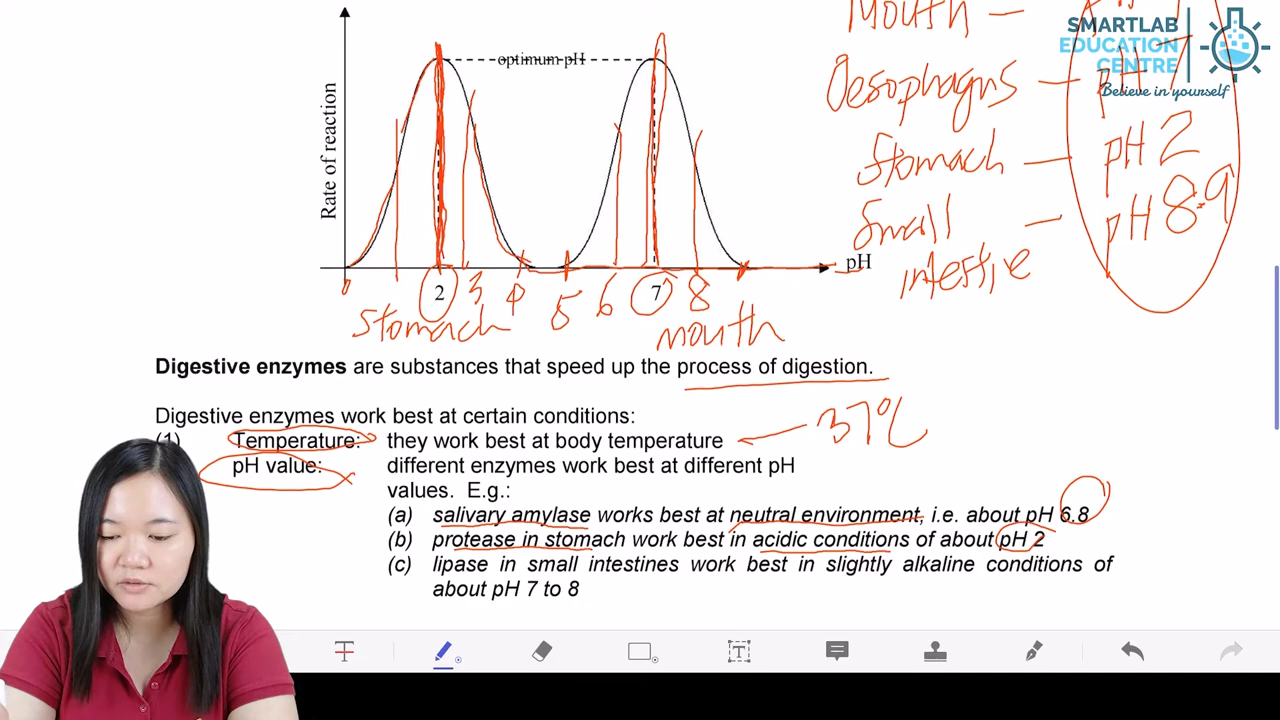 Mouth –
SMARTLAB
EDUCATION
CENTRE
Believe in yourself
optimum pH
Oesophagus – pH 7
Rate of reaction
Stomach – pH 2
Small intestive – pH 8.9
pH
0 2 3 4 5 6 7 8
Stomach mouth
Digestive enzymes are substances that speed up the process of digestion.
Digestive enzymes work best at certain conditions:
37℃
(1) Temperature: they work best at body temperature
pH value: different enzymes work best at different pH
values. E.g.:
(a) salivary amylase works best at neutral environment, i.e. about pH 6.8
(b) protease in stomach work best in acidic conditions of about pH 2
(c) lipase in small intestines work best in slightly alkaline conditions of
about pH 7 to 8
T
T